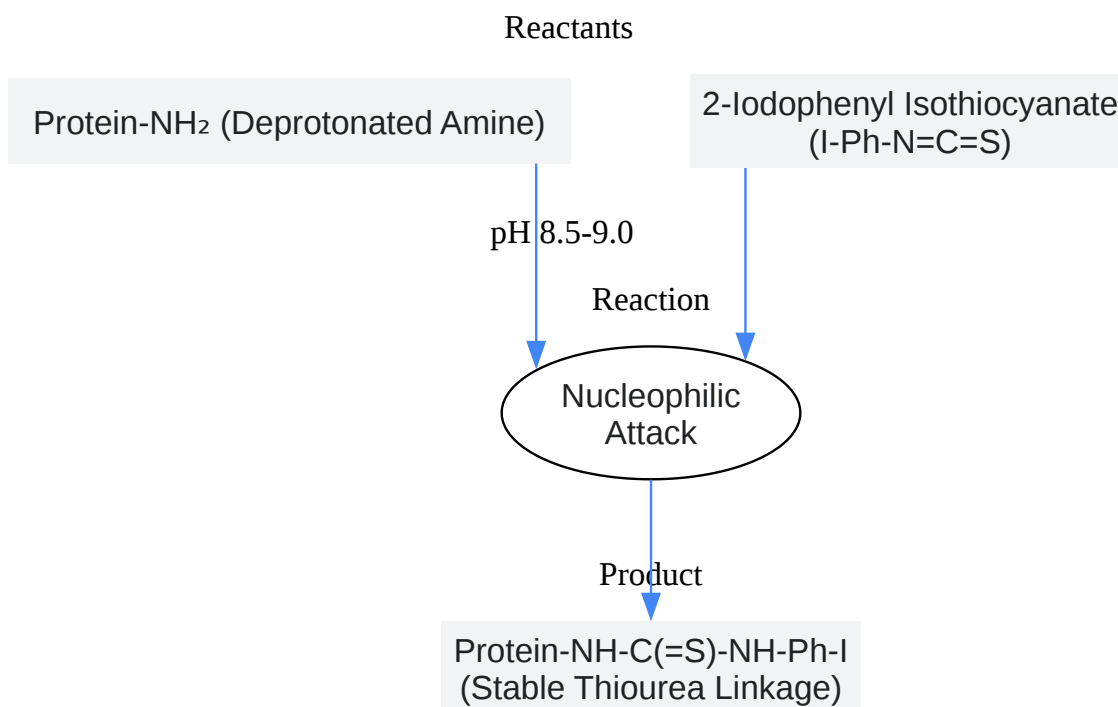 Reactants
Protein-NH₂ (Deprotonated Amine)
2-Iodophenyl Isothiocyanate
(I-Ph-N=C=S)
pH 8.5-9.0
Reaction
Nucleophilic
Attack
Product
Protein-NH-C(=S)-NH-Ph-I
(Stable Thiourea Linkage)